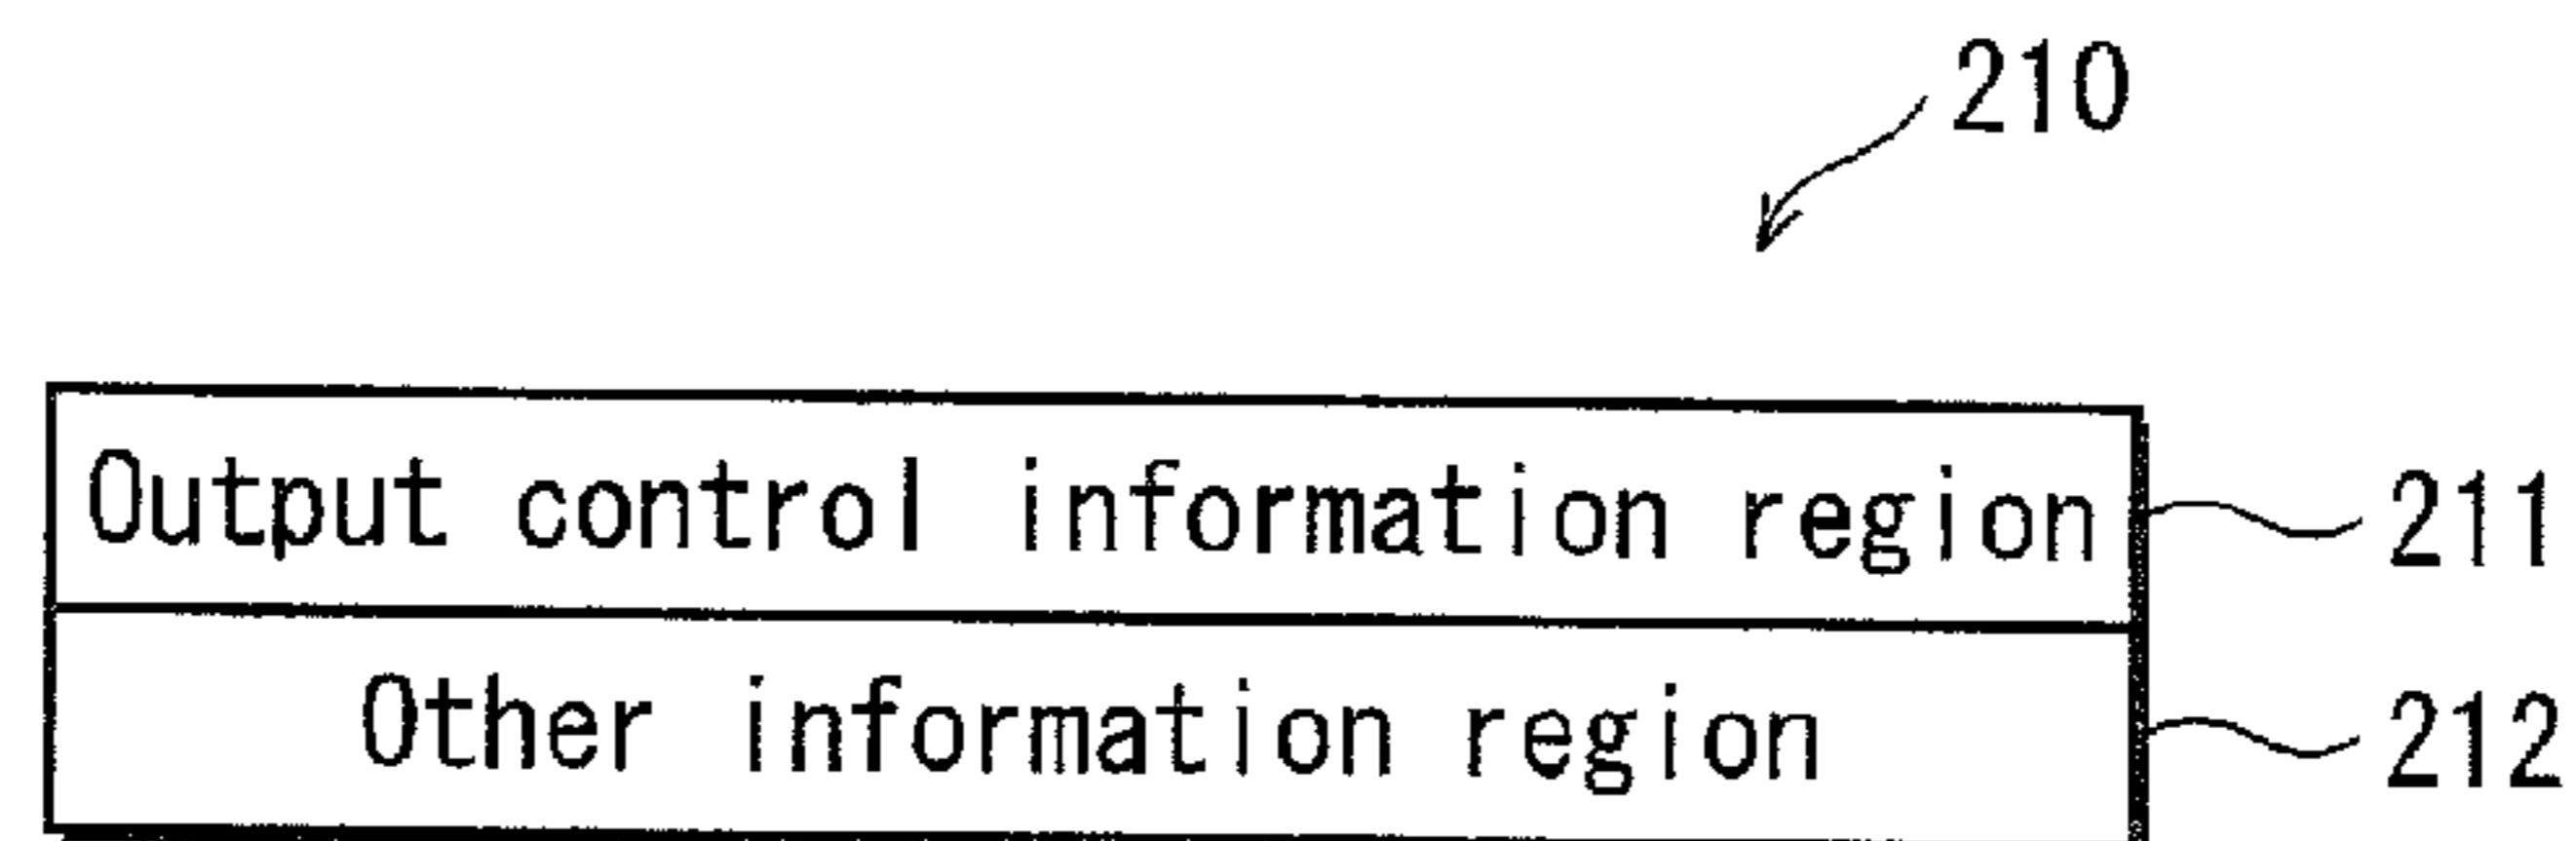 210
Output control information region 211
Other information region 212